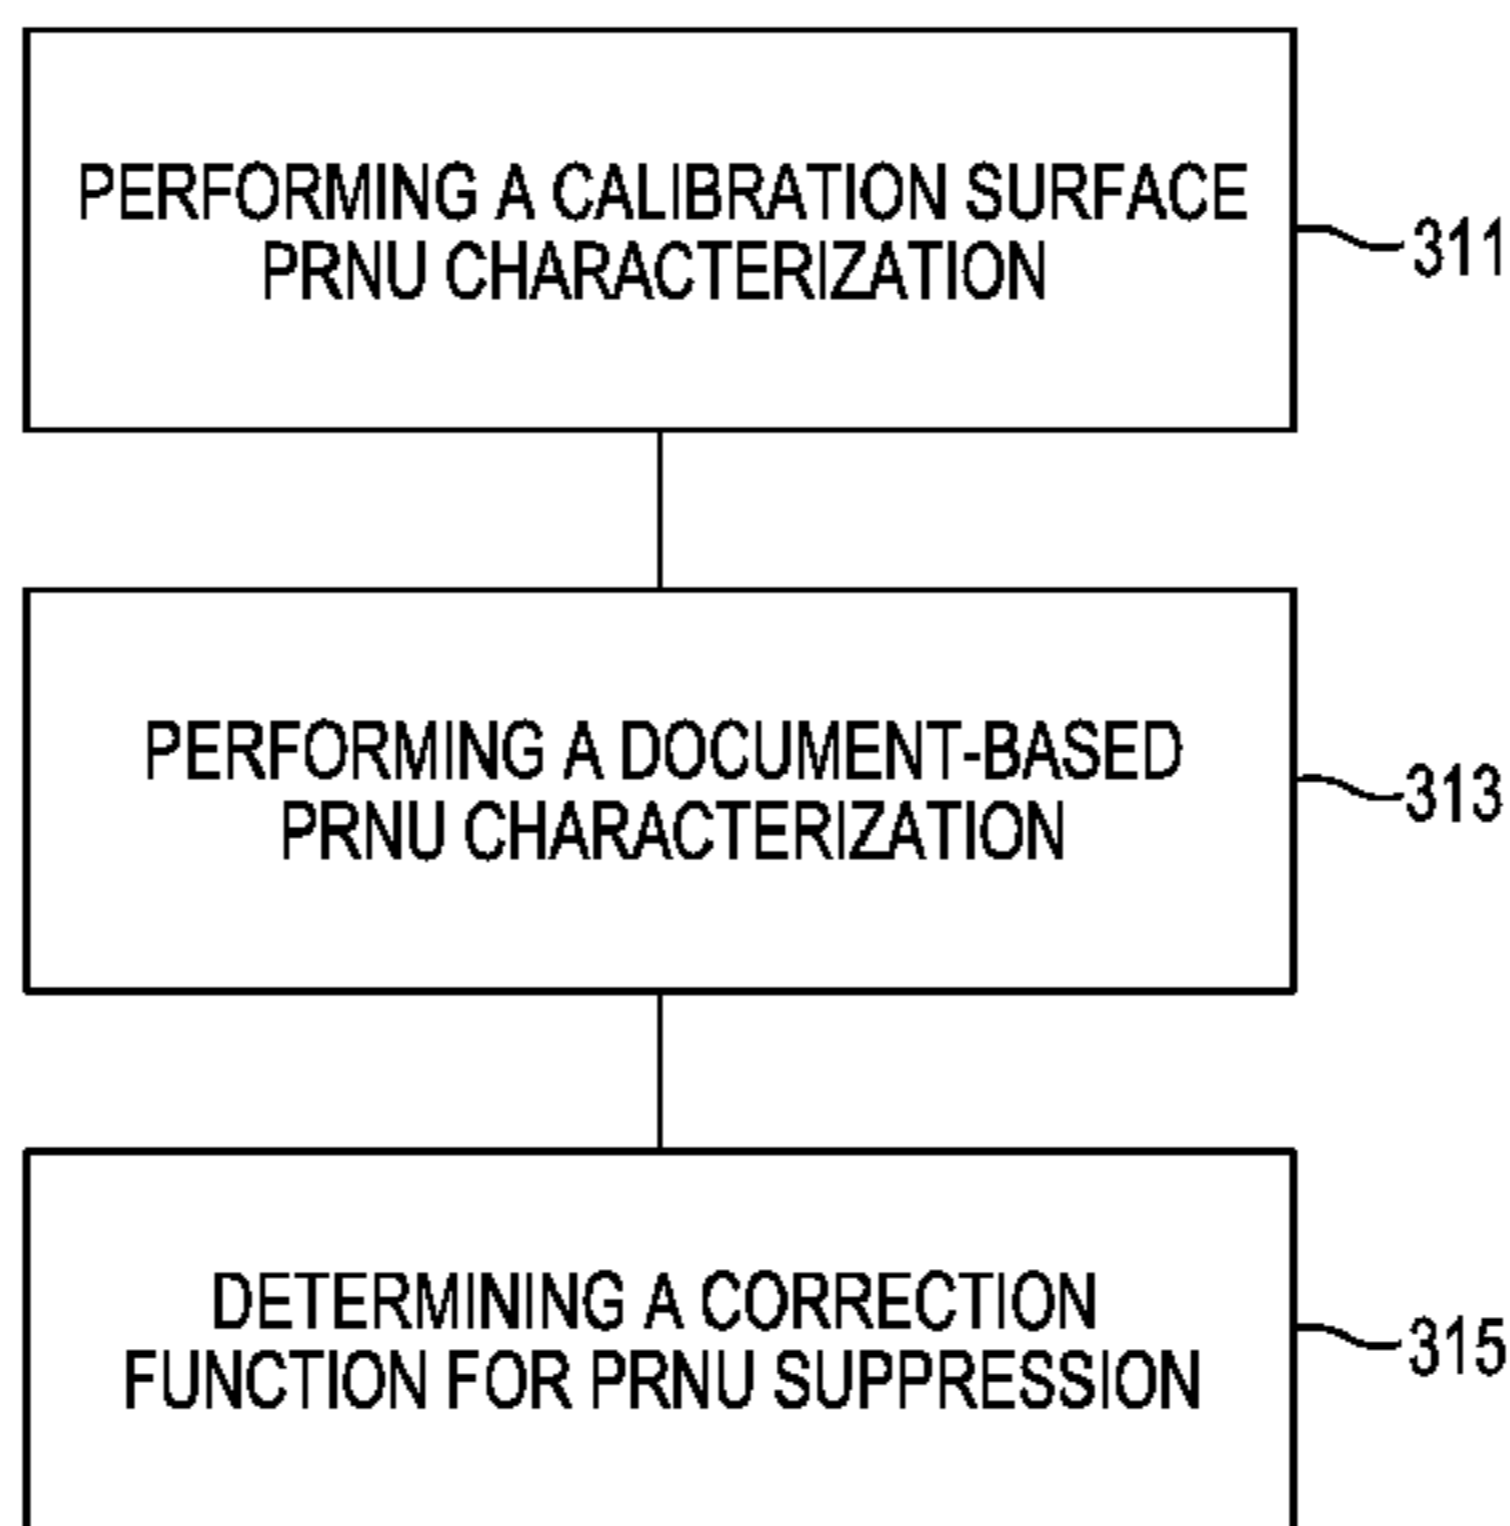 PERFORMING A CALIBRATION SURFACE
PRNU CHARACTERIZATION
311
PERFORMING A DOCUMENT-BASED
PRNU CHARACTERIZATION
313
DETERMINING A CORRECTION
FUNCTION FOR PRNU SUPPRESSION
315